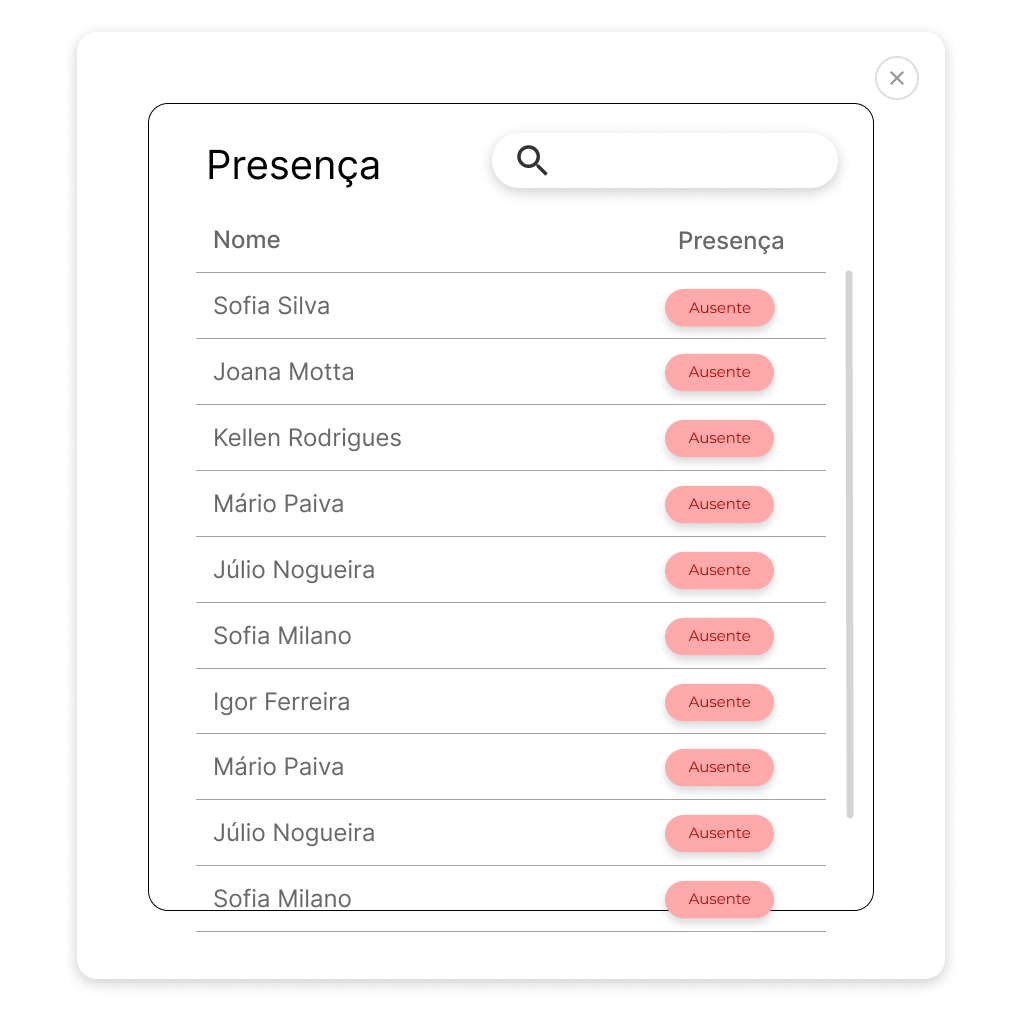 Presença
Nome Presença
Sofia Silva Ausente
Joana Motta Ausente
Kellen Rodrigues Ausente
Mário Paiva Ausente
Júlio Nogueira Ausente
Sofia Milano Ausente
Igor Ferreira Ausente
Mário Paiva Ausente
Júlio Nogueira Ausente
Sofia Milano Ausente